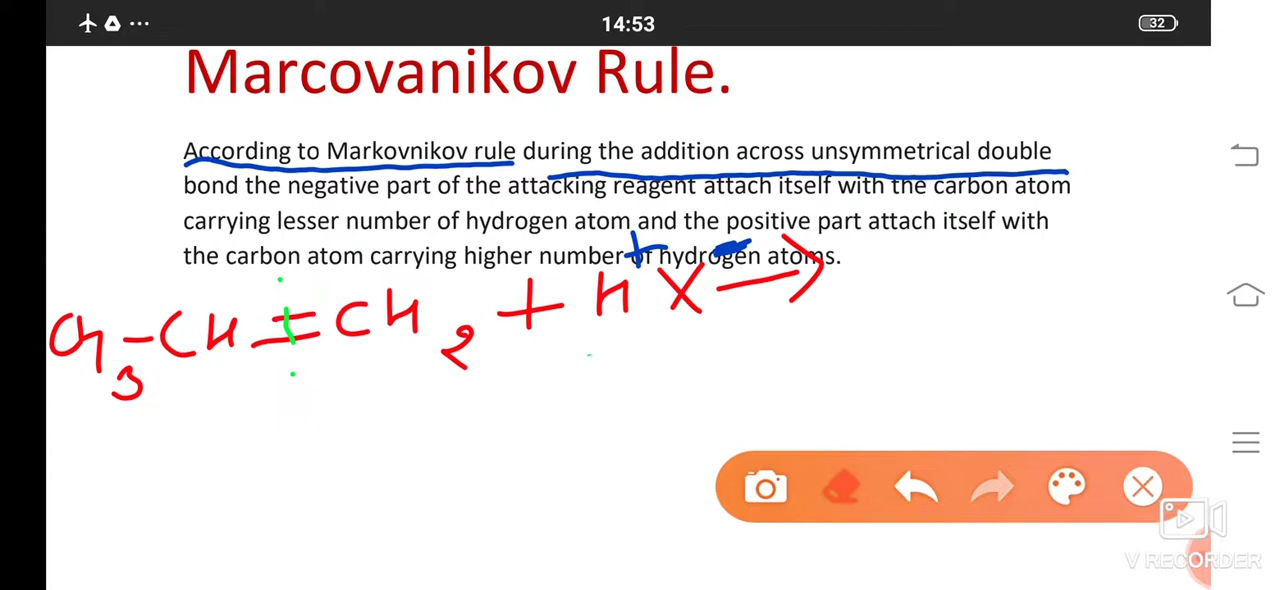 14:53
32
Marcovanikov Rule.
According to Markovnikov rule during the addition across unsymmetrical double
bond the negative part of the attacking reagent attach itself with the carbon atom
carrying lesser number of hydrogen atom and the positive part attach itself with
the carbon atom carrying higher number of hydrogen atoms.
+ -
CH3-CH=CH2 + HX →
V RECORDER